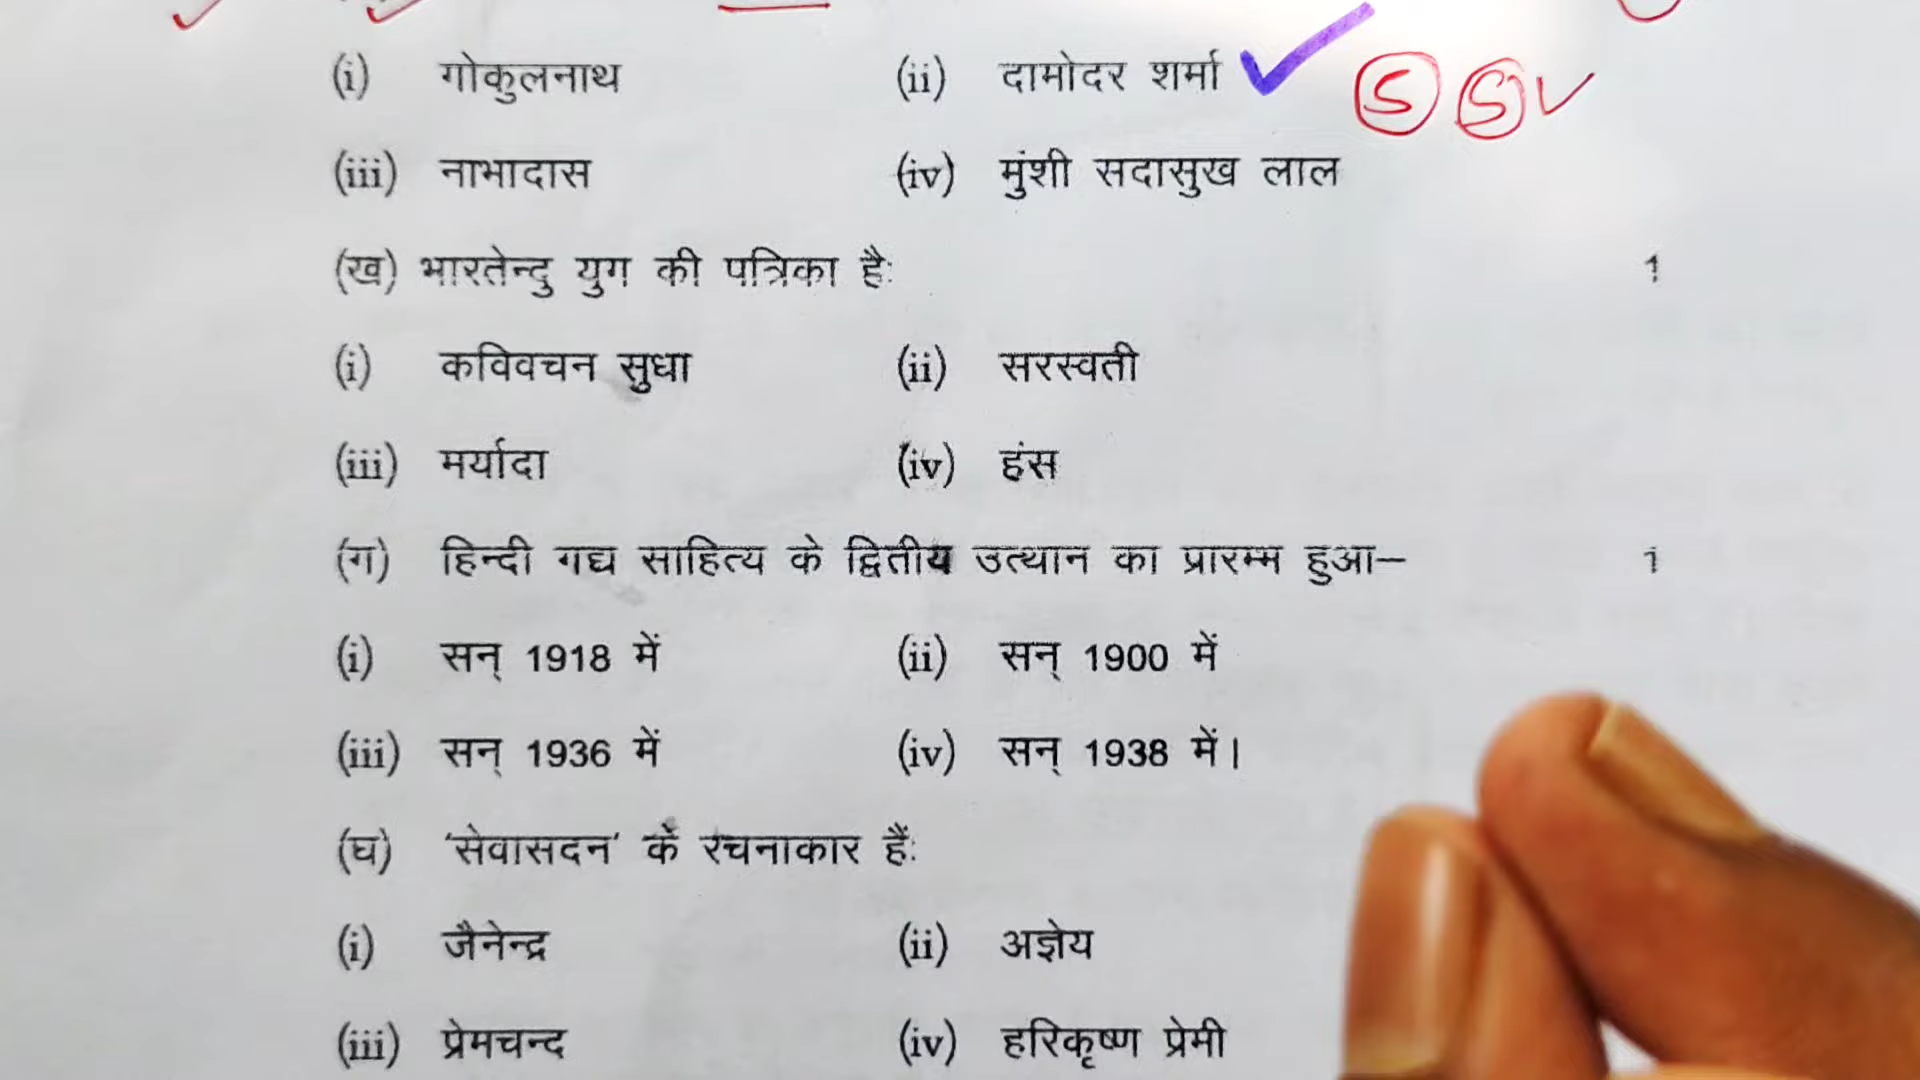 (i) गोकुलनाथ (ii) दामोदर शर्मा S S
(iii) नाभादास (iv) मुंशी सदासुख लाल
(ख) भारतेन्दु युग की पत्रिका है: 1
(i) कविवचन सुधा (ii) सरस्वती
(iii) मर्यादा (iv) हंस
(ग) हिन्दी गद्य साहित्य के द्वितीय उत्थान का प्रारम्भ हुआ– 1
(i) सन् 1918 में (ii) सन् 1900 में
(iii) सन् 1936 में (iv) सन् 1938 में।
(घ) 'सेवासदन' के रचनाकार हैं:
(i) जैनेन्द्र (ii) अज्ञेय
(iii) प्रेमचन्द (iv) हरिकृष्ण प्रेमी